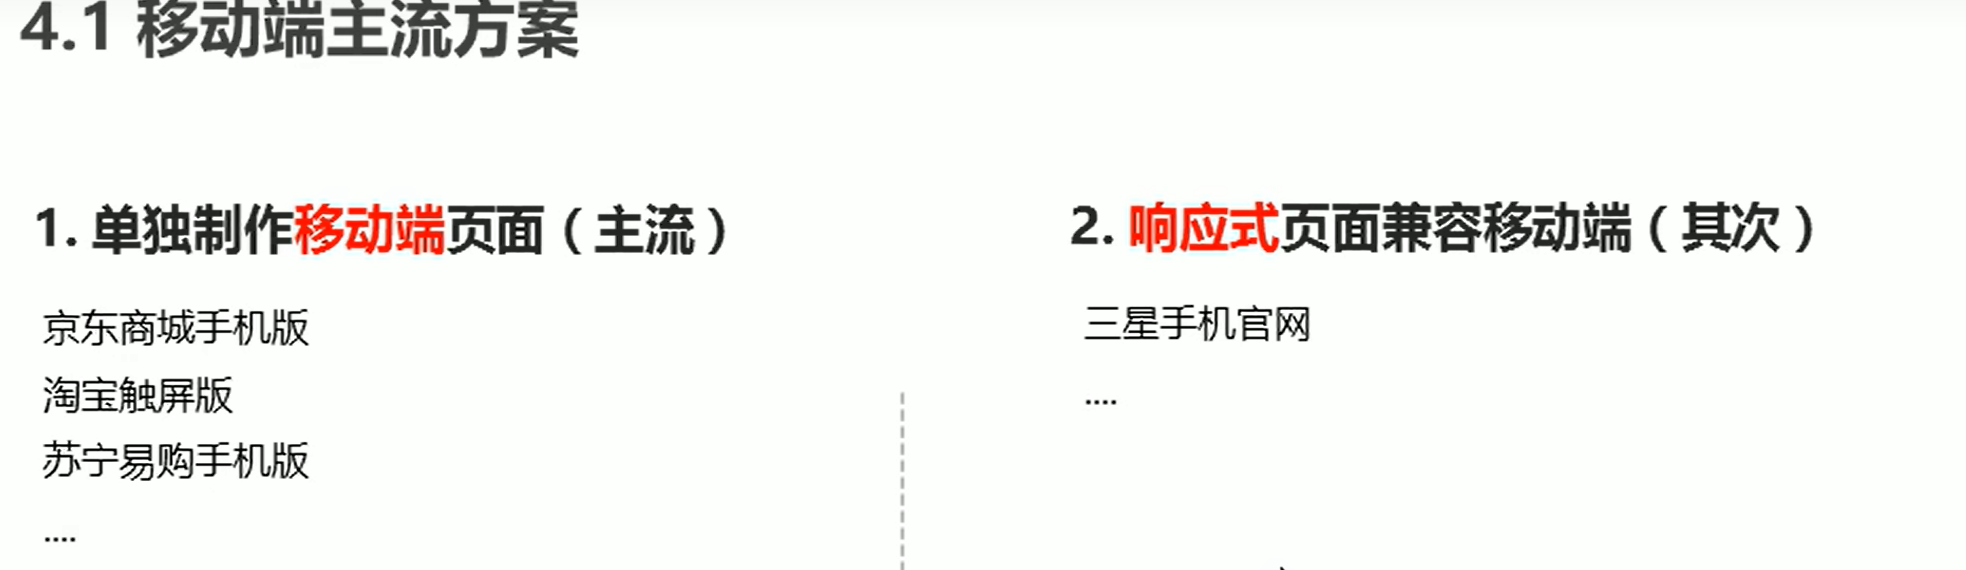 4.1 移动端主流方案
1. 单独制作移动端页面（主流）
京东商城手机版
淘宝触屏版
苏宁易购手机版
....
2. 响应式页面兼容移动端（其次）
三星手机官网
....